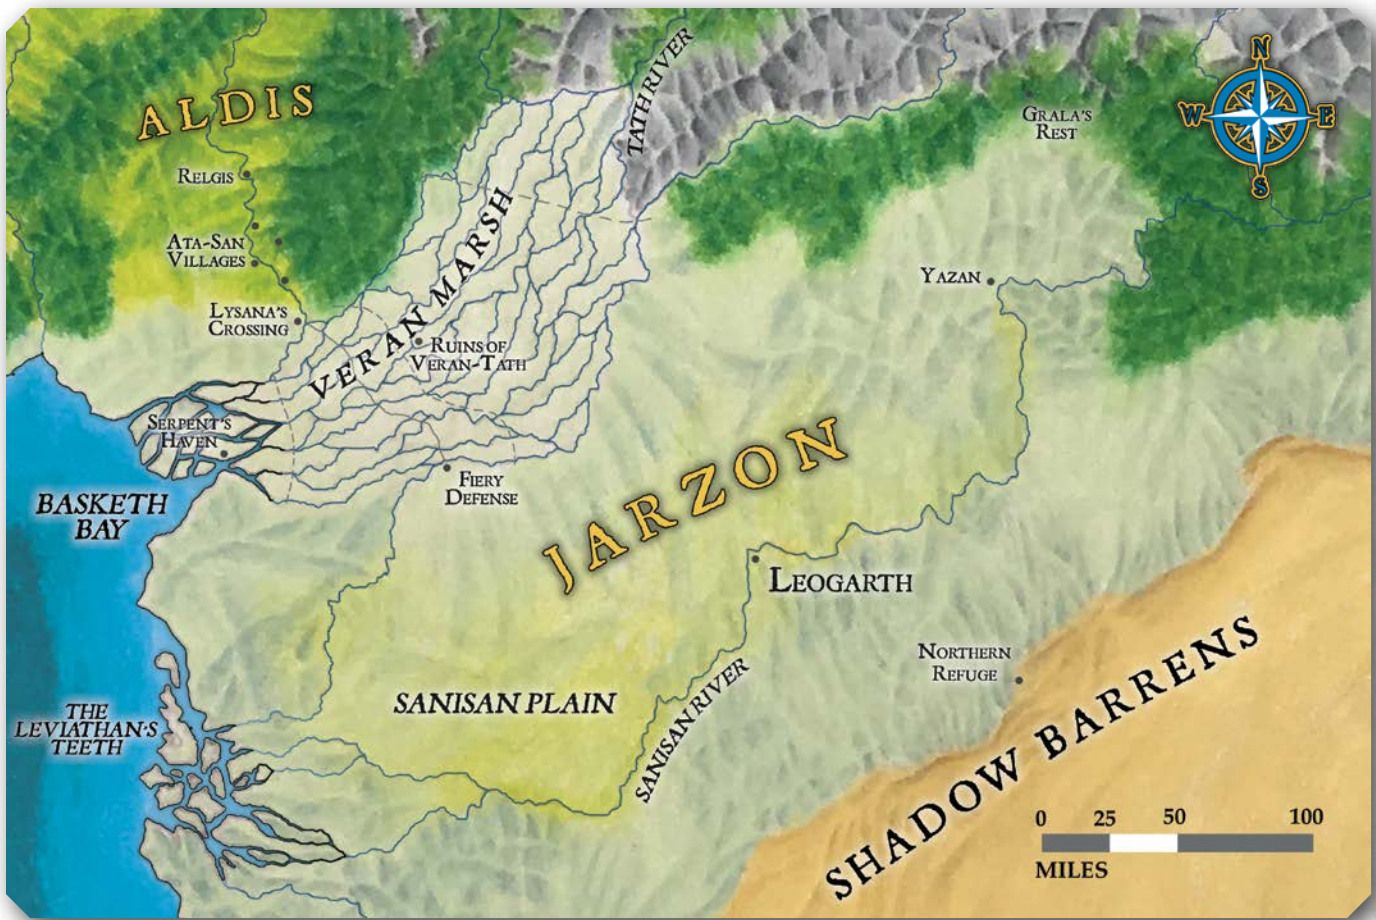 N
W E
S
TATH RIVER
ALDIS
GRALA'S
REST
RELGIS
ATA-SAN
VILLAGES
VERAN MARSH
YAZAN
LYSANA'S
CROSSING
RUINS OF
VERAN-TATH
SERPENT'S
HAVEN
JARZON
FIERY
DEFENSE
BASKETH
BAY
LEOGARTH
NORTHERN
REFUGE
SHADOW BARRENS
SANISAN PLAIN
SANISAN RIVER
THE
LEVIATHAN'S
TEETH
0 25 50 100
MILES